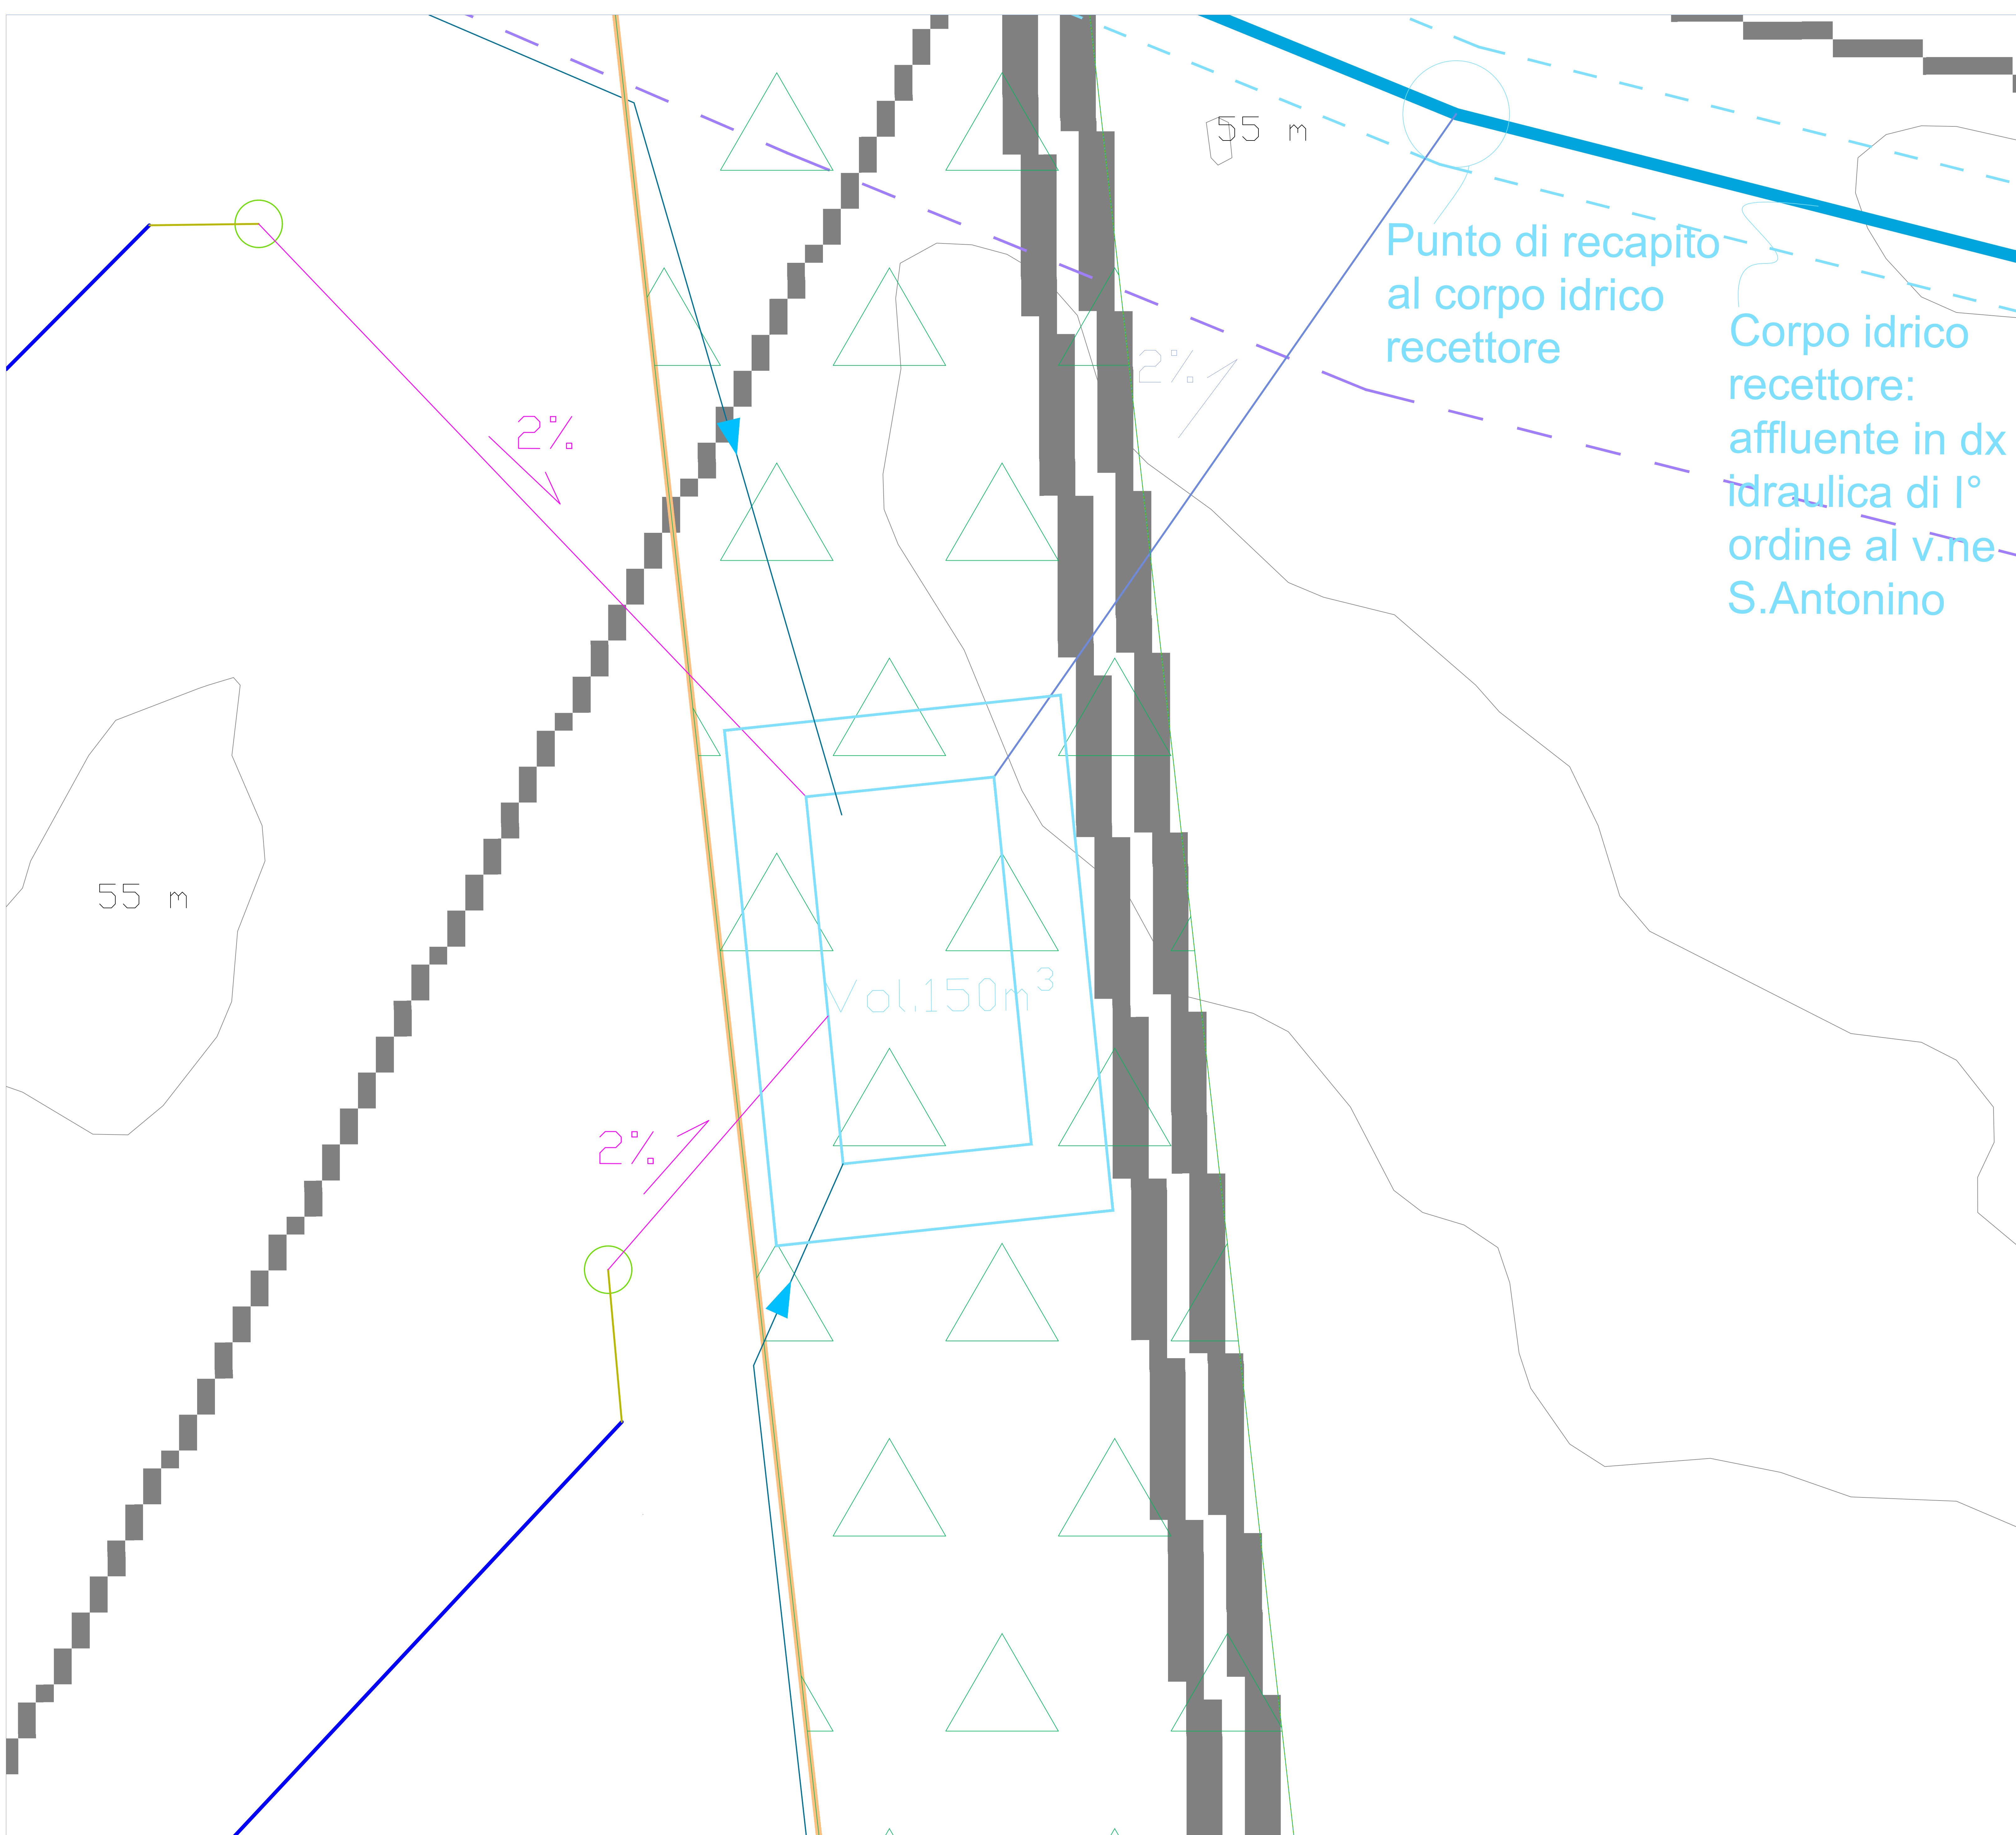 55 m
Punto di recapito
al corpo idrico
recettore
Corpo idrico
recettore:
affluente in dx
idraulica di I°
ordine al v.ne
S.Antonino
2%
2%
55 m
Vol.150m³
2%